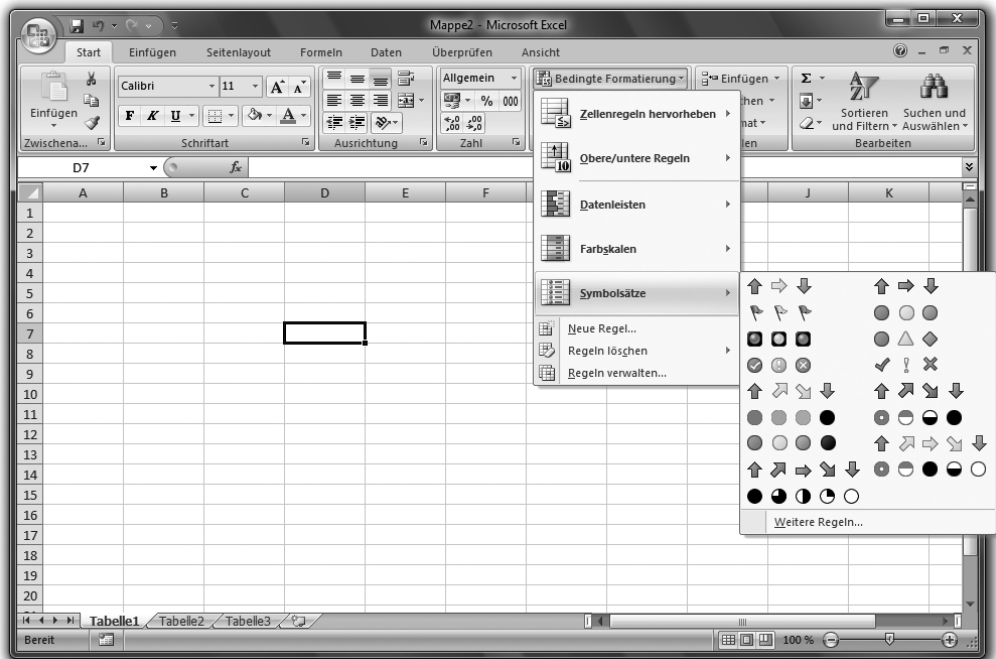 Mappe2 - Microsoft Excel
Start Einfügen Seitenlayout Formeln Daten Überprüfen Ansicht
Calibri 11 Allgemein Bedingte Formatierung Einfügen Σ
Einfügen F K U A % 000 Sortieren und Filtern Suchen und Auswählen
Zwischena... Schriftart Ausrichtung Zahl Bearbeiten
D7 fx
A B C D E F J K
1
2
3
4
5
6
7
8
9
10
11
12
13
14
15
16
17
18
19
20
Zellenregeln hervorheben
Obere/untere Regeln
Datenleisten
Farbskalen
Symbolsätze
Neue Regel...
Regeln löschen
Regeln verwalten...
Weitere Regeln...
Tabelle1 Tabelle2 Tabelle3
Bereit 100 %